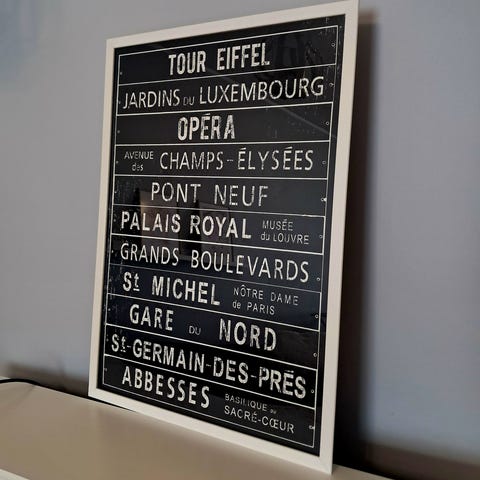 TOUR EIFFEL
JARDINS DU LUXEMBOURG
OPÉRA
AVENUE des CHAMPS-ÉLYSÉES
PONT NEUF
PALAIS ROYAL MUSÉE du LOUVRE
GRANDS BOULEVARDS
St MICHEL NÔTRE DAME de PARIS
GARE DU NORD
St-GERMAIN-DES-PRÉS
ABBESSES BASILIQUE du SACRÉ-CŒUR